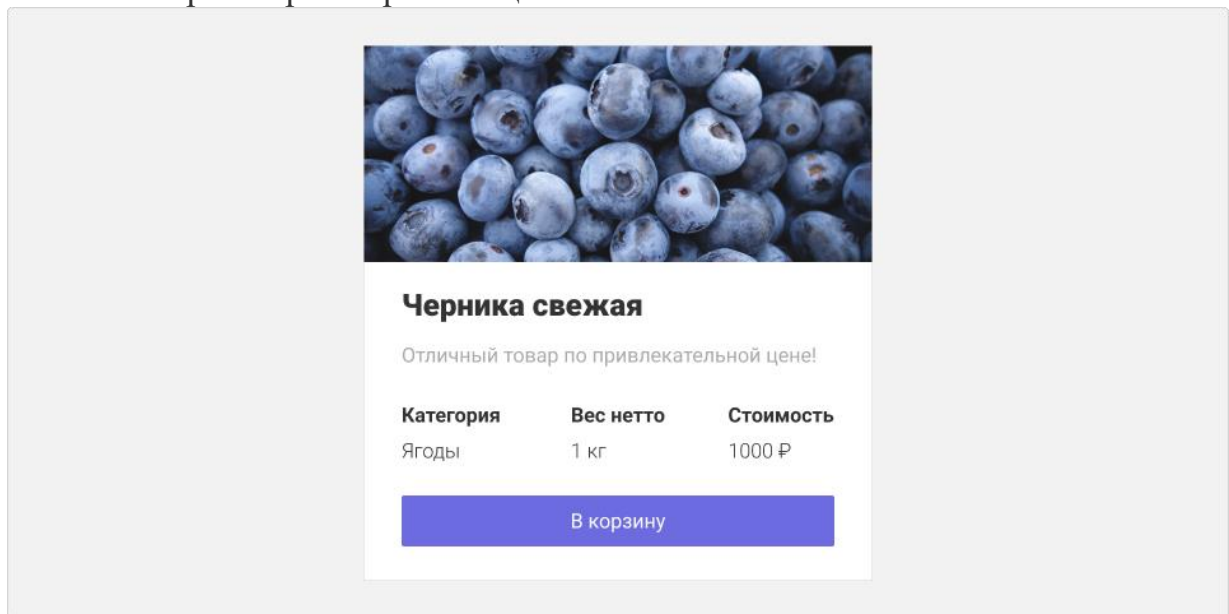 Черника свежая
Отличный товар по привлекательной цене!
Категория Вес нетто Стоимость
Ягоды 1 кг 1000 ₽
В корзину